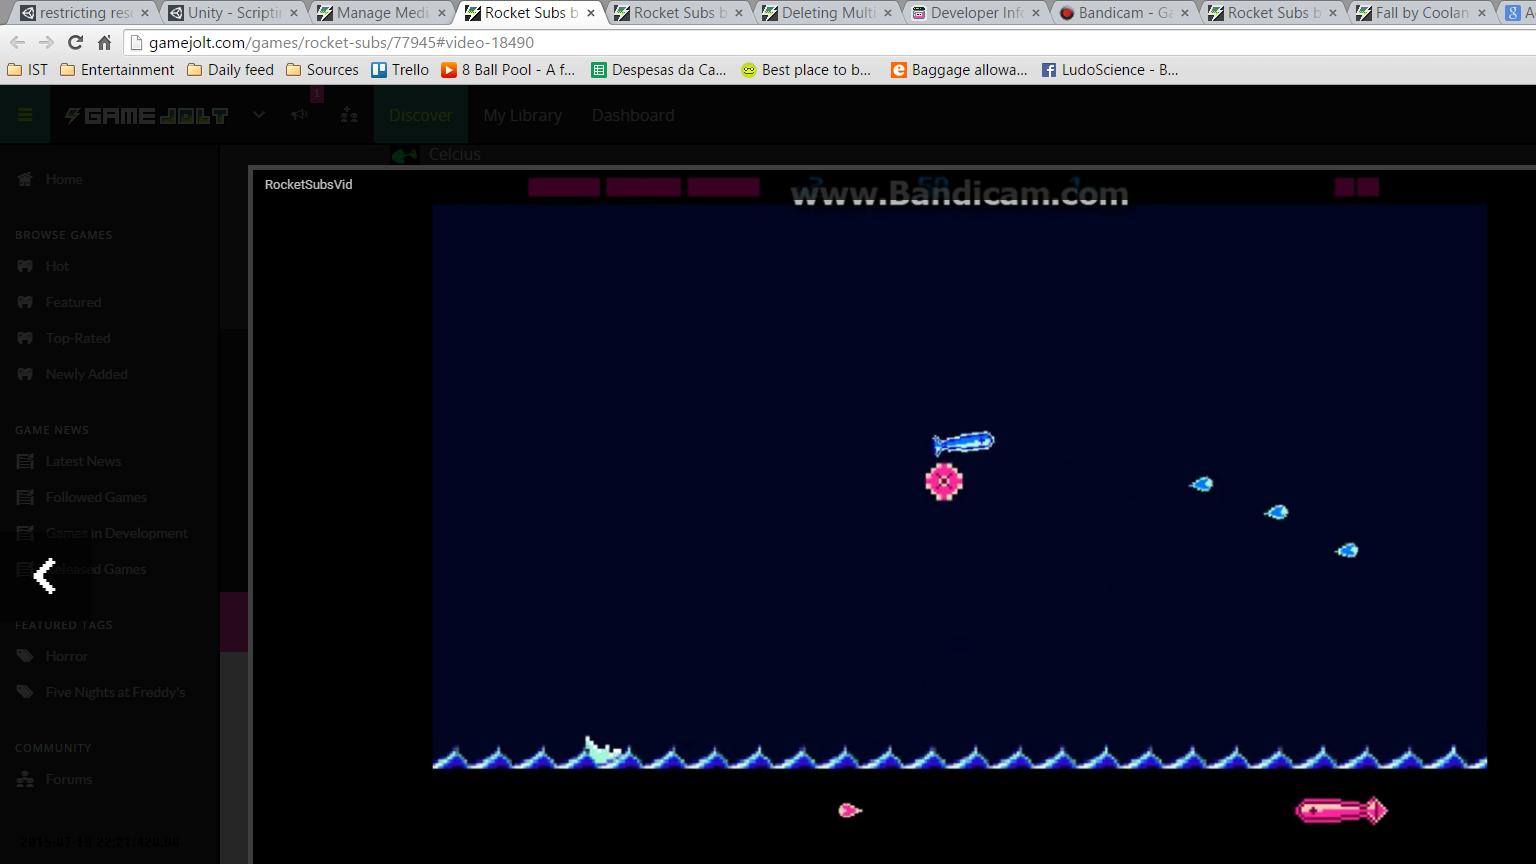 restricting reso
Unity - Scriptin
Manage Medi
Rocket Subs b
Rocket Subs b
Deleting Multi
Developer Info
Bandicam - Ga
Rocket Subs b
Fall by Coolan
gamejolt.com/games/rocket-subs/77945#video-18490
IST
Entertainment
Daily feed
Sources
Trello
8 Ball Pool - A f...
Despesas da Ca...
Best place to b...
Baggage allowa...
LudoScience - B...
GAME JOLT
1
Discover
My Library
Dashboard
Celcius
RocketSubsVid
www.Bandicam.com
Home
BROWSE GAMES
Hot
Featured
Top-Rated
Newly Added
GAME NEWS
Latest News
Followed Games
Games in Development
Released Games
FEATURED TAGS
Horror
Five Nights at Freddy's
COMMUNITY
Forums